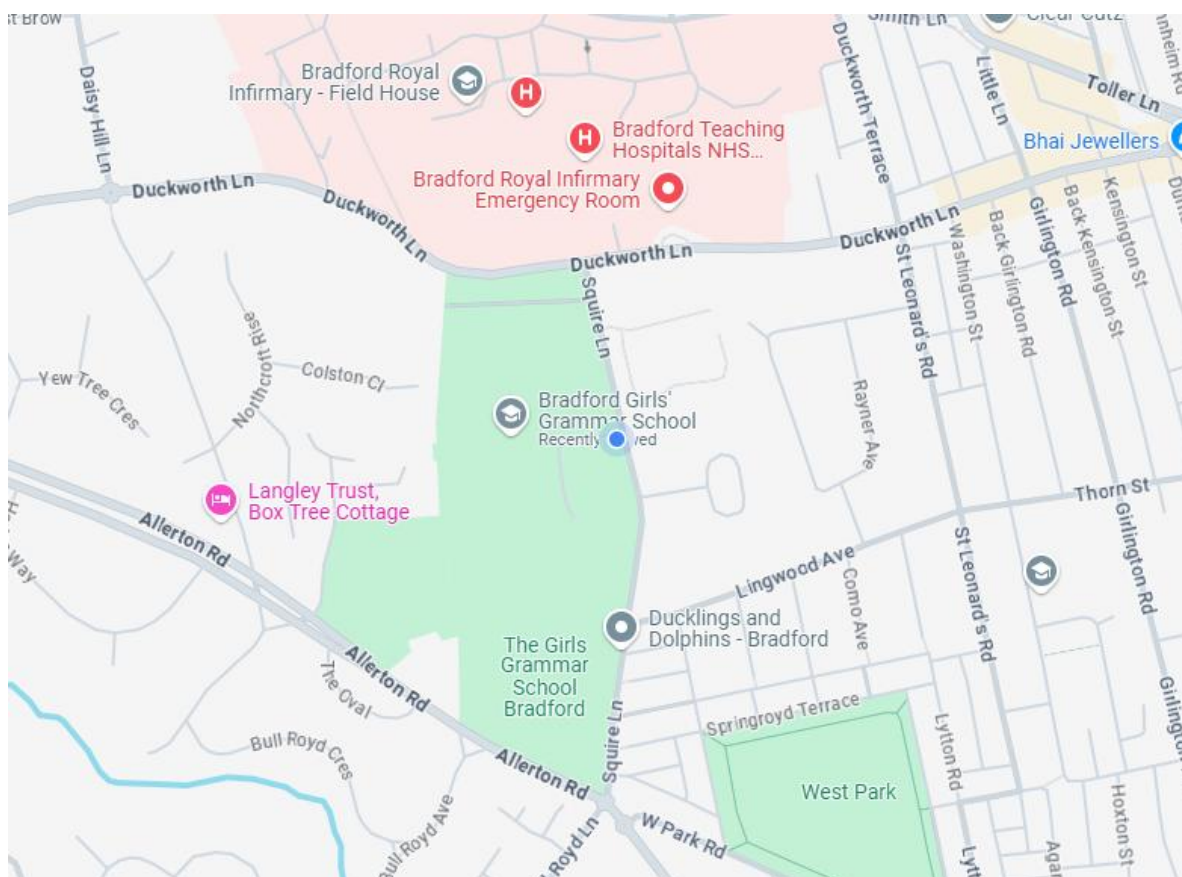 st Brow
Smith Ln
Clear Cutz
Daisy Hill Ln
Bradford Royal
Infirmary - Field House
H
H
Bradford Teaching
Hospitals NHS...
Bradford Royal Infirmary
Emergency Room
Duckworth Terrace
Little Ln
Toller Ln
Bhai Jewellers
Duckworth Ln
Duckworth Ln
Duckworth Ln
Duckworth Ln
Squire Ln
St Leonard's Rd
Washington St
Back Girlington Rd
Girlington Rd
Back Kensington St
Kensington St
Northcroft Rise
Colston Cl
Yew Tree Cres
Bradford Girls'
Grammar School
Rayner Ave
Langley Trust,
Box Tree Cottage
Allerton Rd
Thorn St
Girlington Rd
Lingwood Ave
Como Ave
St Leonard's Rd
Ducklings and
Dolphins - Bradford
The Girls
Grammar
School
Bradford
Allerton Rd
The Oval
Springroyd Terrace
Lytton Rd
Squire Ln
Bull Royd Cres
Allerton Rd
West Park
Bull Royd Ave
Royd Ln
W Park Rd
Hoxton St